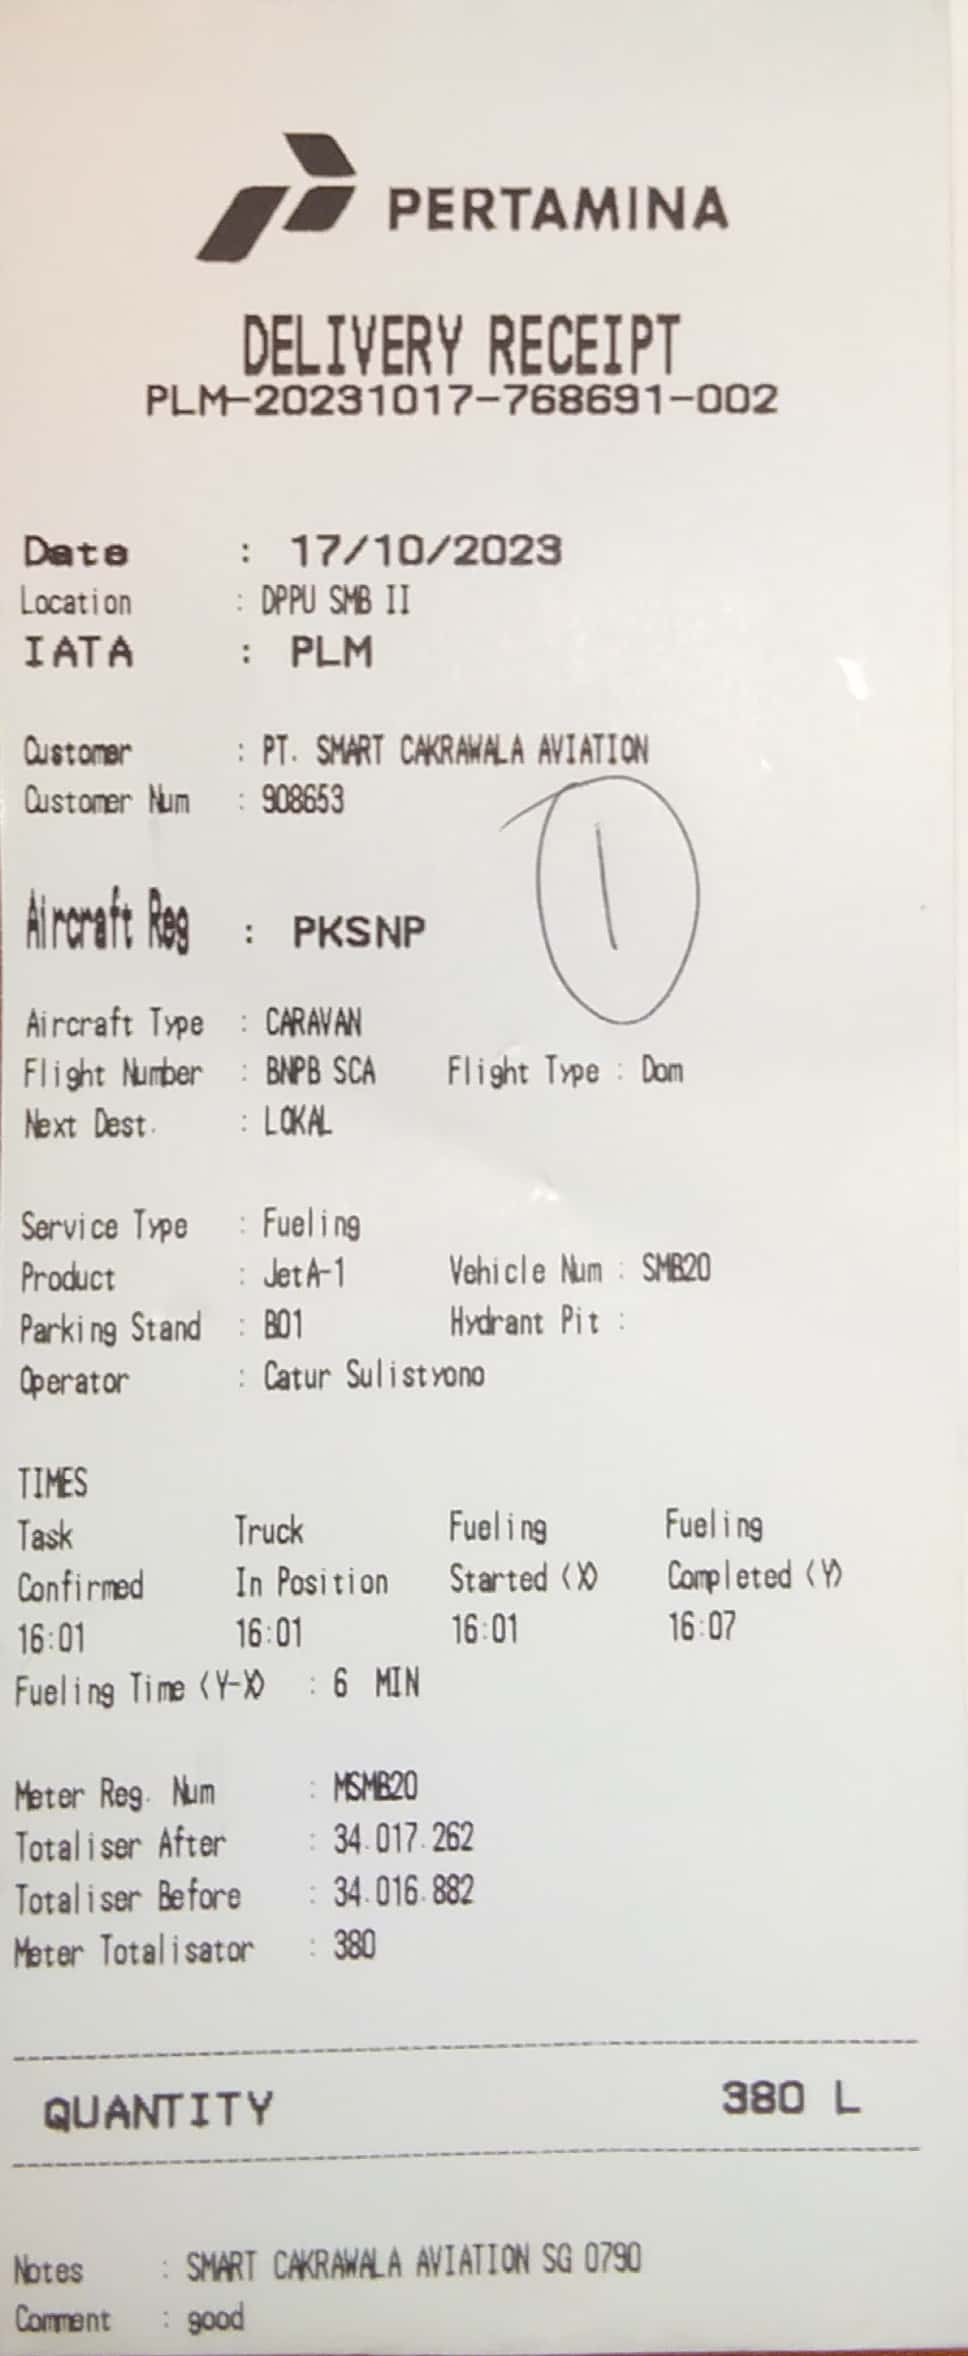 PERTAMINA
DELIVERY RECEIPT
PLM-20231017-768691-002
Date : 17/10/2023
Location : DPPU SMB II
IATA : PLM
Customer : PT. SMART CAKRAWALA AVIATION
Customer Num : 908653
1
Aircraft Reg : PKSNP
Aircraft Type : CARAVAN
Flight Number : BNPB SCA Flight Type : Dom
Next Dest. : LOKAL
Service Type : Fueling
Product : JetA-1 Vehicle Num : SMB20
Parking Stand : B01 Hydrant Pit :
Operator : Catur Sulistyono
TIMES
Task Truck Fueling Fueling
Confirmed In Position Started (X) Completed (Y)
16:01 16:01 16:01 16:07
Fueling Time (Y-X) : 6 MIN
Meter Reg. Num : MSMB20
Totaliser After : 34.017.262
Totaliser Before : 34.016.882
Meter Totalisator : 380
QUANTITY 380 L
Notes : SMART CAKRAWALA AVIATION SG 0790
Comment : good